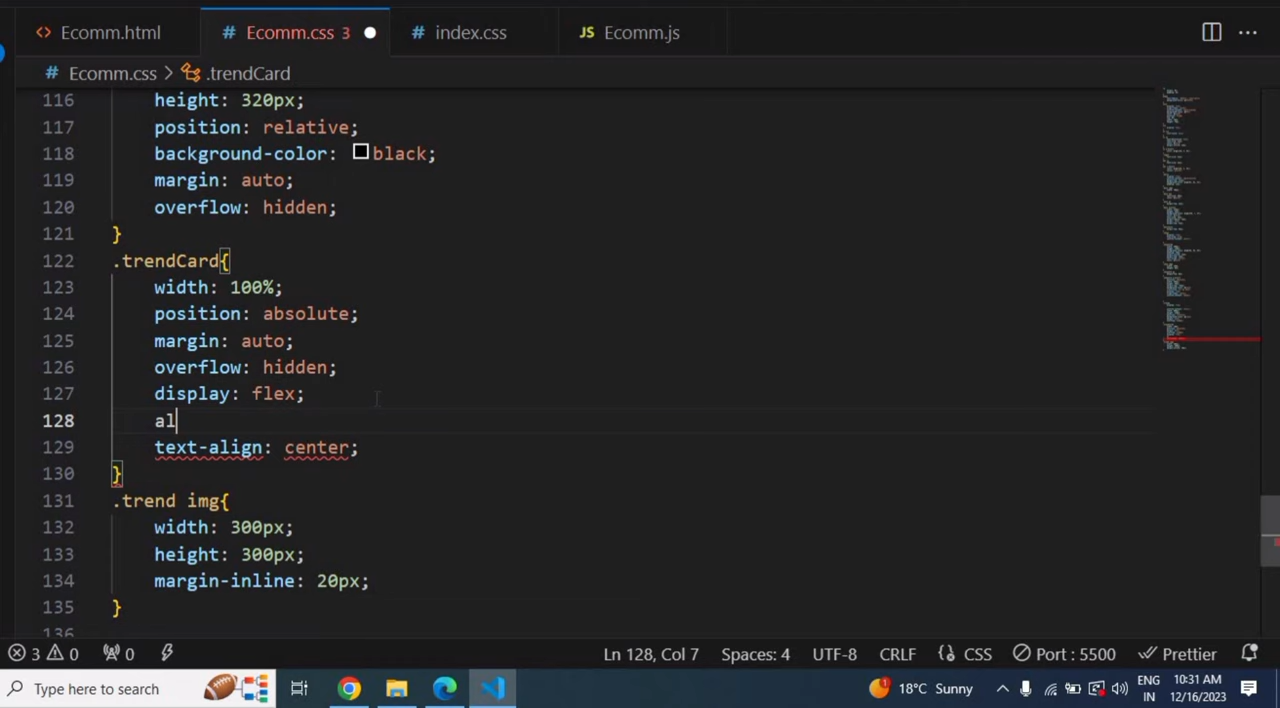 Ecomm.html
Ecomm.css 3
index.css
JS Ecomm.js
Ecomm.css > .trendCard
116 height: 320px;
117 position: relative;
118 background-color: black;
119 margin: auto;
120 overflow: hidden;
121 }
122 .trendCard{
123 width: 100%;
124 position: absolute;
125 margin: auto;
126 overflow: hidden;
127 display: flex;
128 al
129 text-align: center;
130 }
131 .trend img{
132 width: 300px;
133 height: 300px;
134 margin-inline: 20px;
135 }
136
3 0 0 Ln 128, Col 7 Spaces: 4 UTF-8 CRLF {} CSS Port : 5500 Prettier
Type here to search 1 18°C Sunny ENG IN 10:31 AM 12/16/2023